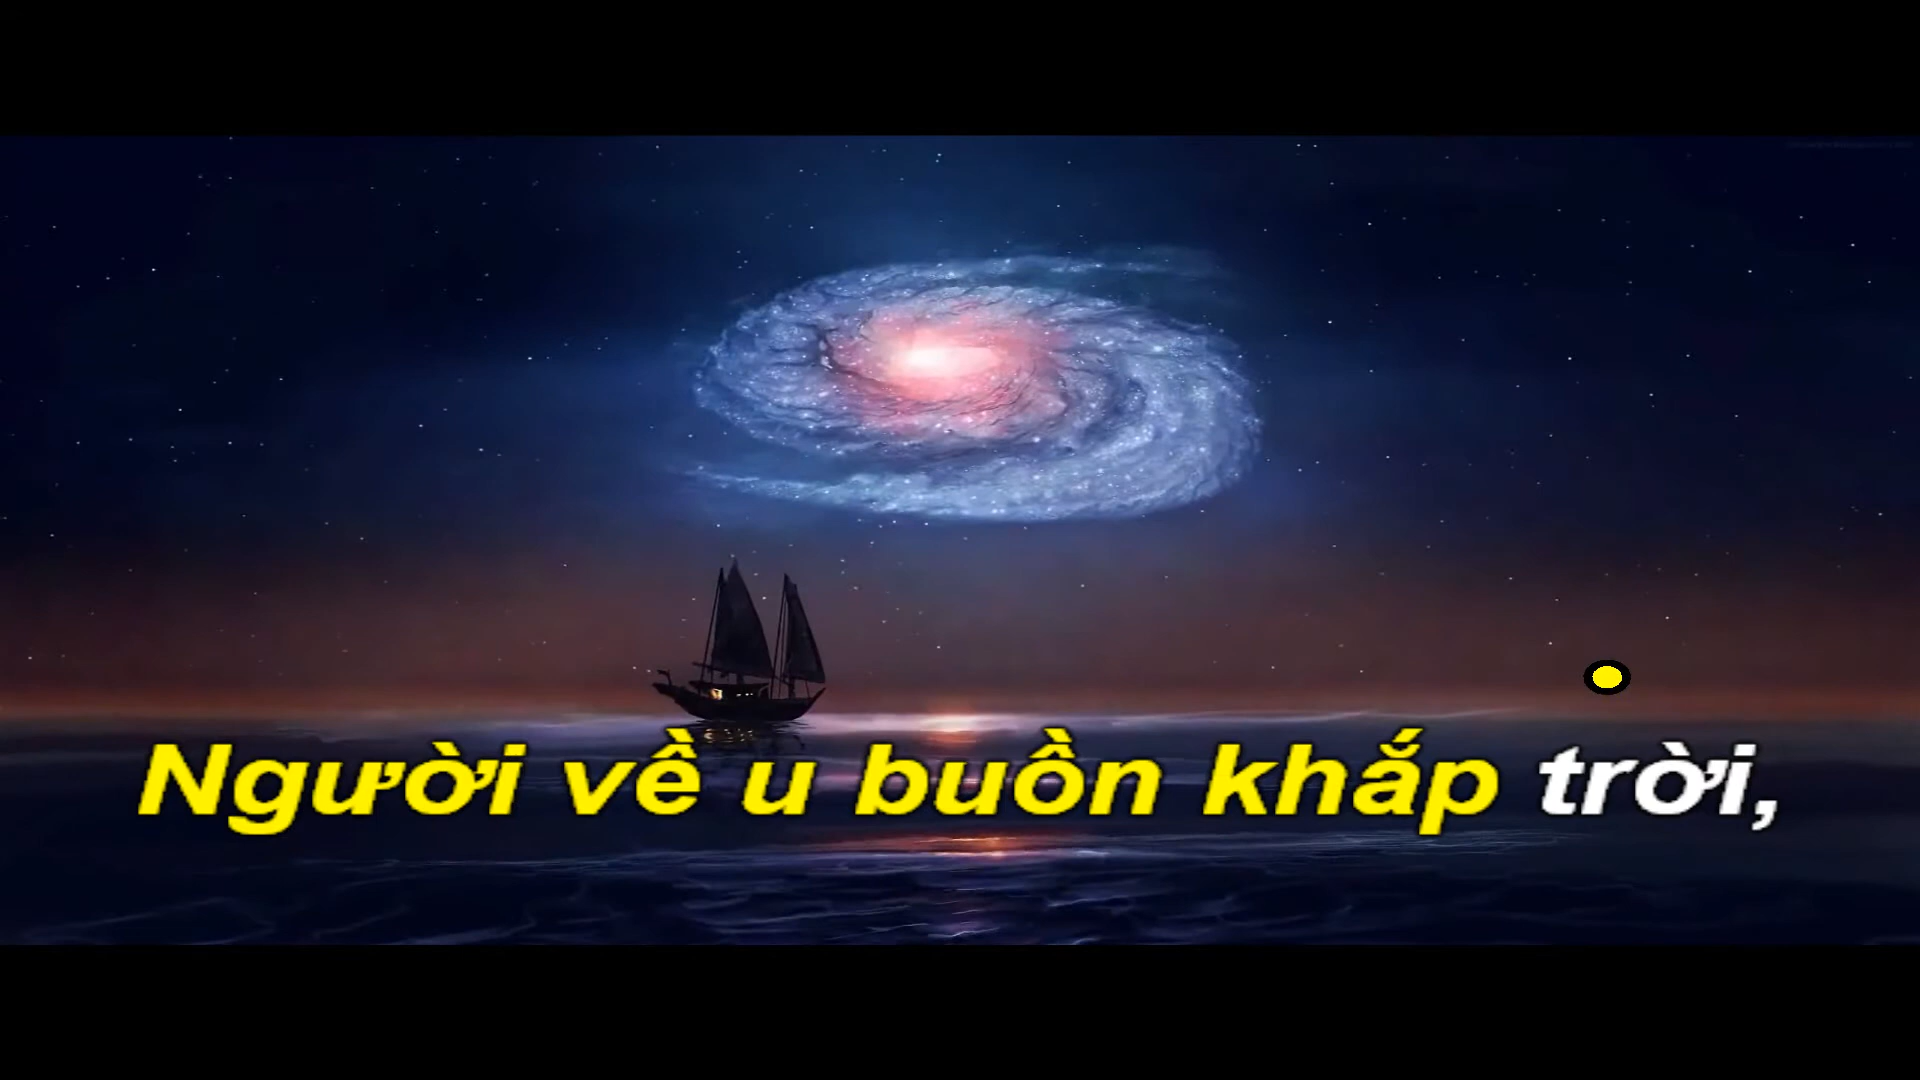 Người về u buồn khắp trời,